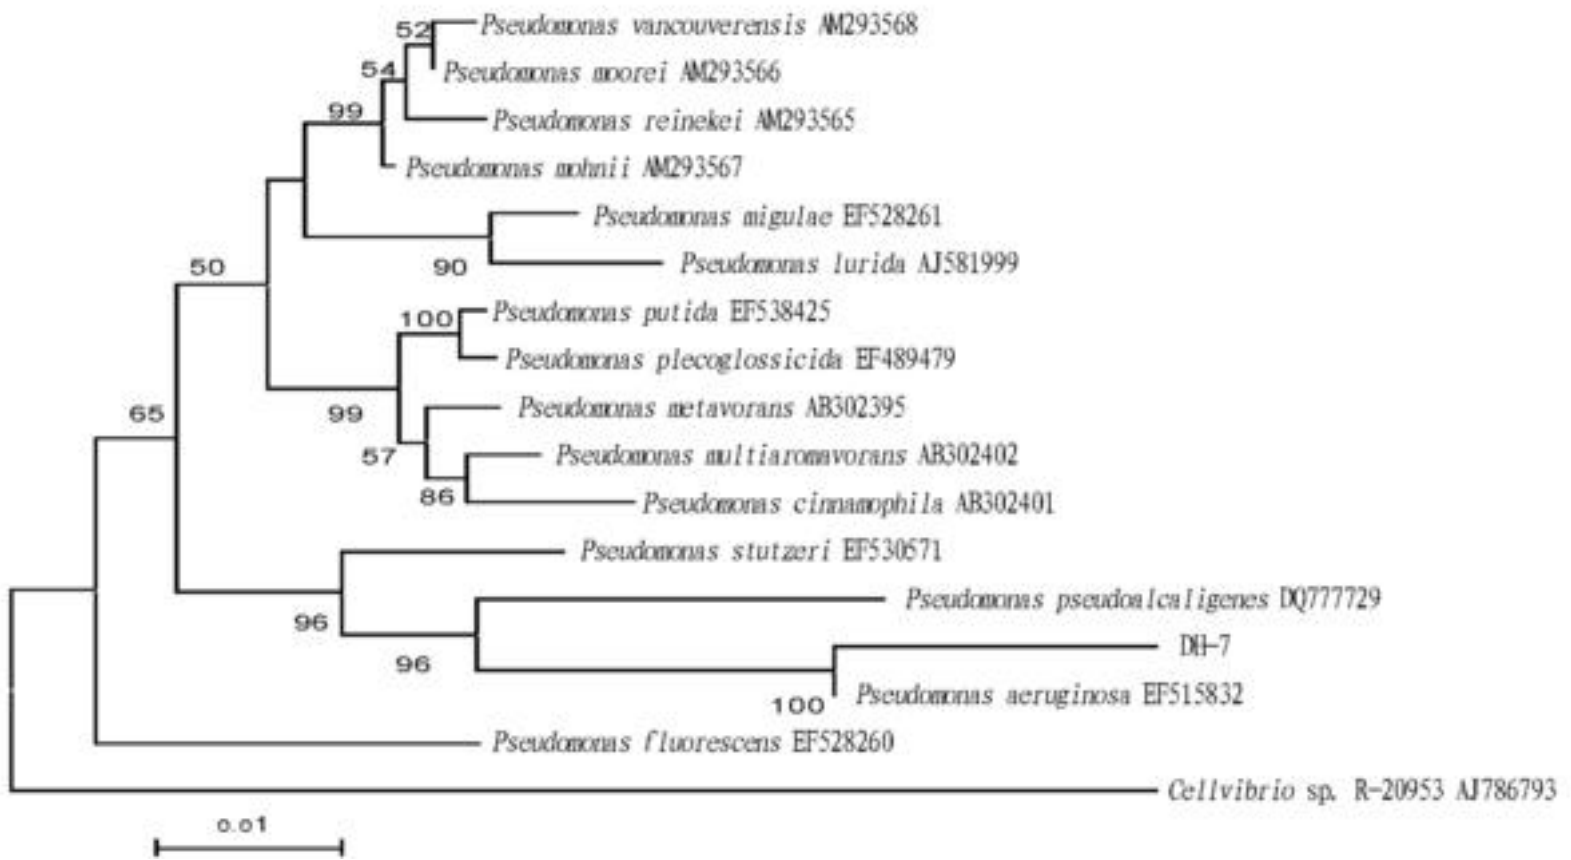 52
Pseudomonas vancouverensis AM293568
54
Pseudomonas moorei AM293566
99
Pseudomonas reinekei AM293565
Pseudomonas mohnii AM293567
Pseudomonas migulae EF528261
50
90
Pseudomonas lurida AJ581999
100
Pseudomonas putida EF538425
Pseudomonas plecoglossicida EF489479
65
99
Pseudomonas metavorans AB302395
57
Pseudomonas multiaromavorans AB302402
86
Pseudomonas cinnamophila AB302401
Pseudomonas stutzeri EF530571
Pseudomonas pseudoalcaligenes DQ777729
96
DH-7
96
Pseudomonas aeruginosa EF515832
100
Pseudomonas fluorescens EF528260
Cellvibrio sp. R-20953 AJ786793
0.01